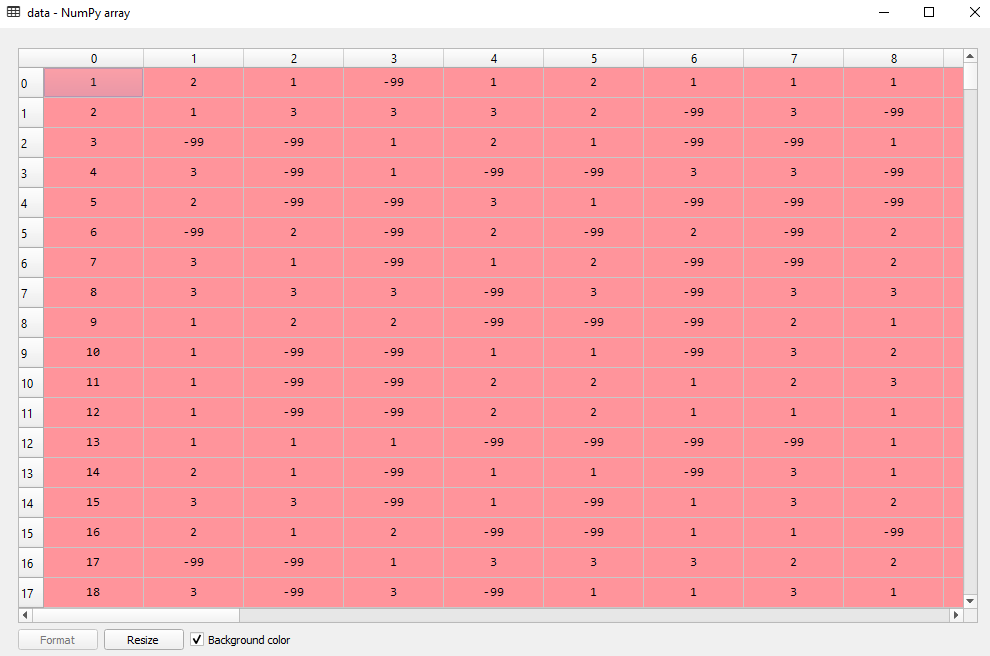 data - NumPy array
0 1 2 3 4 5 6 7 8
0 1 2 1 -99 1 2 1 1 1
1 2 1 3 3 3 2 -99 3 -99
2 3 -99 -99 1 2 1 -99 -99 1
3 4 3 -99 1 -99 -99 3 3 -99
4 5 2 -99 -99 3 1 -99 -99 -99
5 6 -99 2 -99 2 -99 2 -99 2
6 7 3 1 -99 1 2 -99 -99 2
7 8 3 3 3 -99 3 -99 3 3
8 9 1 2 2 -99 -99 -99 2 1
9 10 1 -99 -99 1 1 -99 3 2
10 11 1 -99 -99 2 2 1 2 3
11 12 1 -99 -99 2 2 1 1 1
12 13 1 1 1 -99 -99 -99 -99 1
13 14 2 1 -99 1 1 -99 3 1
14 15 3 3 -99 1 -99 1 3 2
15 16 2 1 2 -99 -99 1 1 -99
16 17 -99 -99 1 3 3 3 2 2
17 18 3 -99 3 -99 1 1 3 1
Format Resize Background color